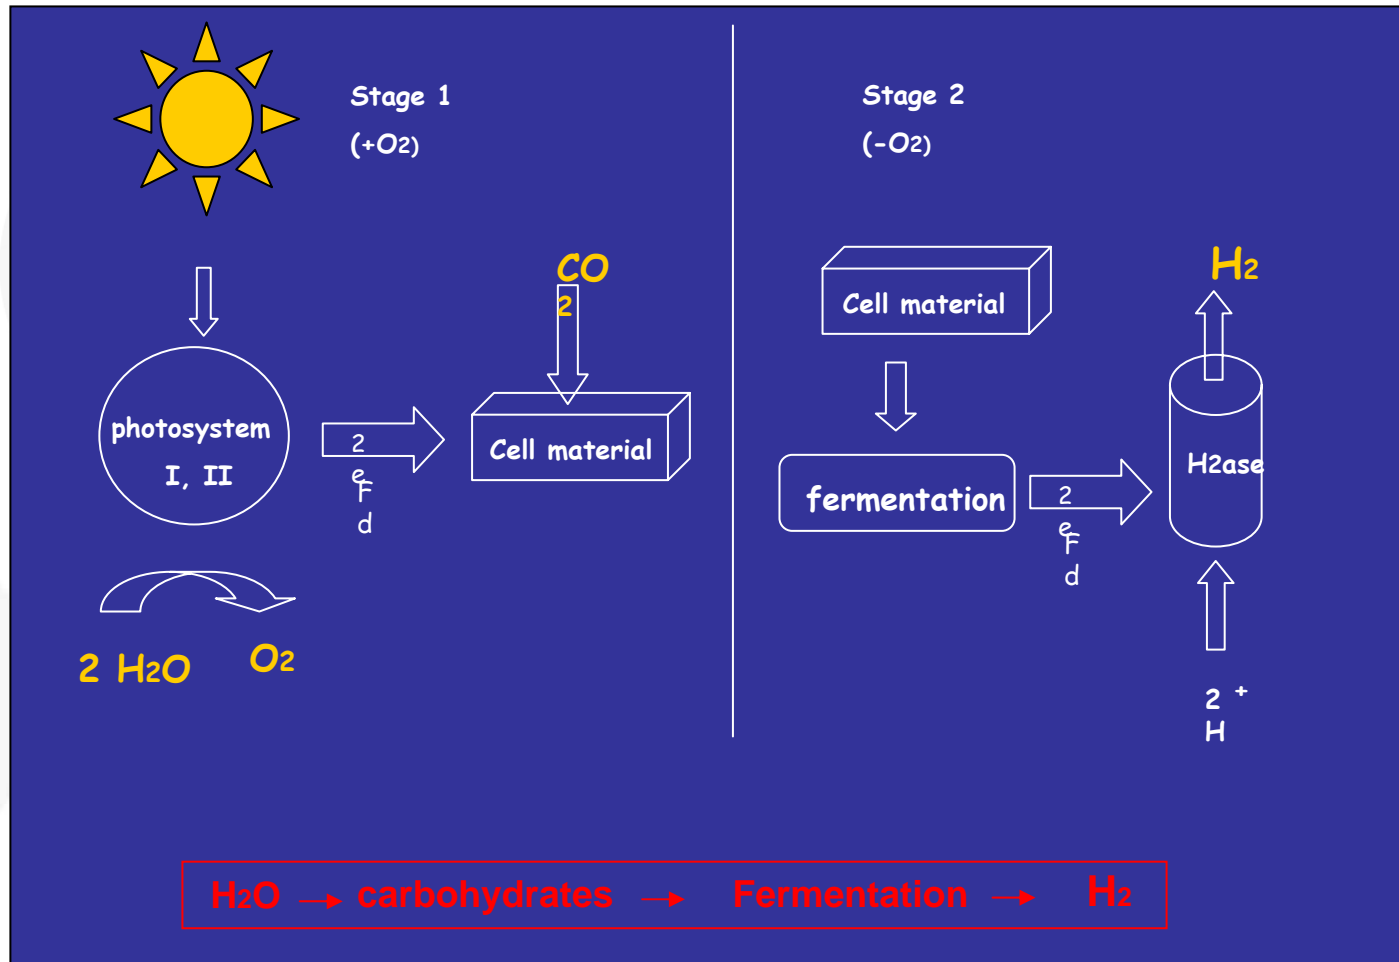 Stage 1
(+O2)
CO
2
photosystem
I, II
2
e
F
d
Cell material
2 H2O
O2
Stage 2
(-O2)
Cell material
H2
fermentation
2
e
F
d
H2ase
2 +
H
H2O → carbohydrates → Fermentation → H2